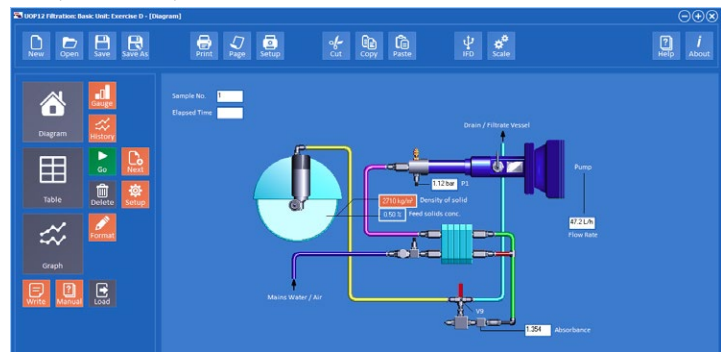 UOP12 Filtration: Basic Unit: Exercise D - [Diagram]
New Open Save Save As Print Page Setup Cut Copy Paste IFD Scale Help About
Sample No. 1
Elapsed Time
Gauge
Diagram
History
Go Next
Table
Delete Setup
Format
Graph
Write Manual Load
Drain / Filtrate Vessel
Pump
1.12 bar P1
2710 kg/m³ Density of solid
0.50 % Feed solids conc.
47.2 L/h
Flow Rate
Mains Water / Air
V9
1.354 Absorbance